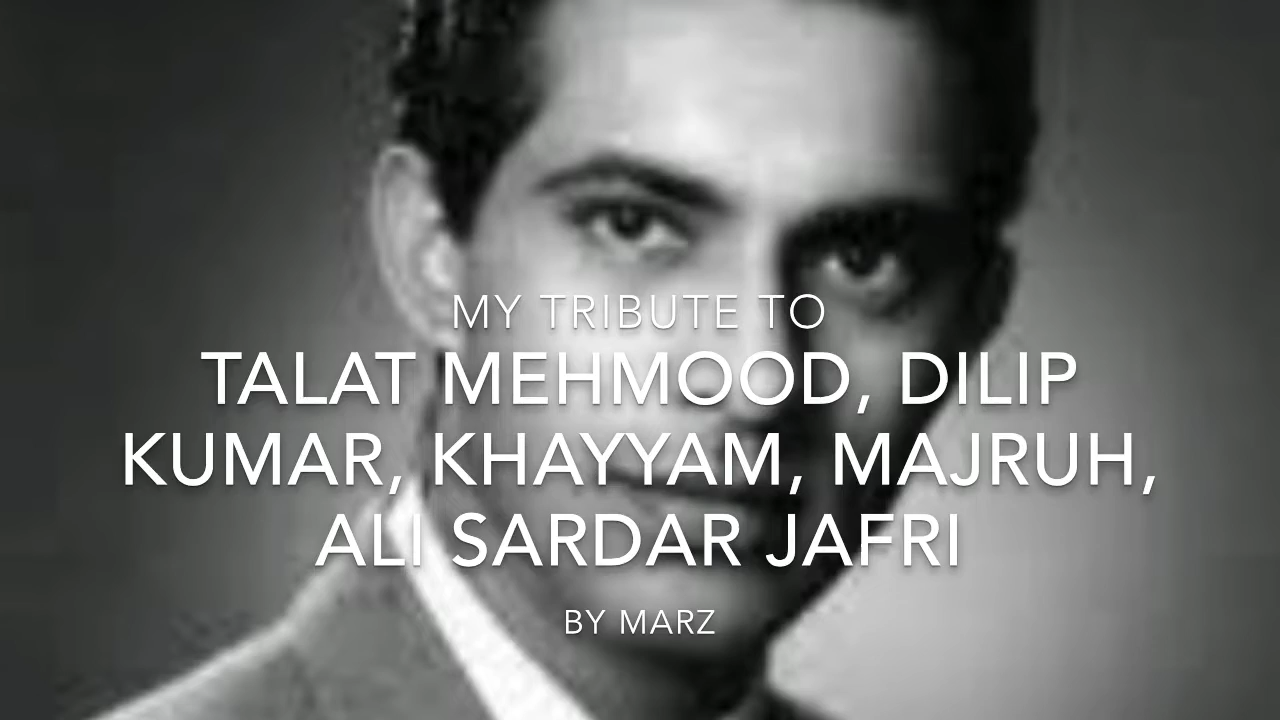 MY TRIBUTE TO
TALAT MEHMOOD, DILIP
KUMAR, KHAYYAM, MAJRUH,
ALI SARDAR JAFRI
BY MARZ